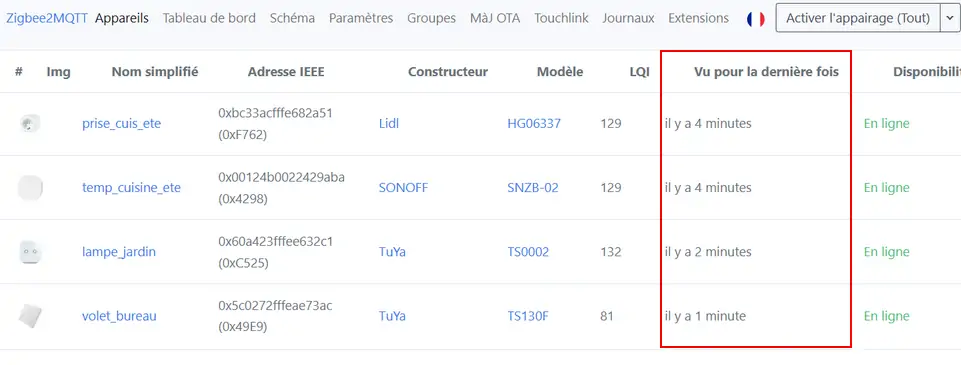 Zigbee2MQTT Appareils Tableau de bord Schéma Paramètres Groupes MàJ OTA Touchlink Journaux Extensions Activer l'appairage (Tout)
# Img Nom simplifié Adresse IEEE Constructeur Modèle LQI Vu pour la dernière fois Disponibilit
prise_cuis_ete 0xbc33acfffe682a51 (0xF762) Lidl HG06337 129 il y a 4 minutes En ligne
temp_cuisine_ete 0x00124b0022429aba (0x4298) SONOFF SNZB-02 129 il y a 4 minutes En ligne
lampe_jardin 0x60a423fffee632c1 (0xC525) TuYa TS0002 132 il y a 2 minutes En ligne
volet_bureau 0x5c0272fffeae73ac (0x49E9) TuYa TS130F 81 il y a 1 minute En ligne